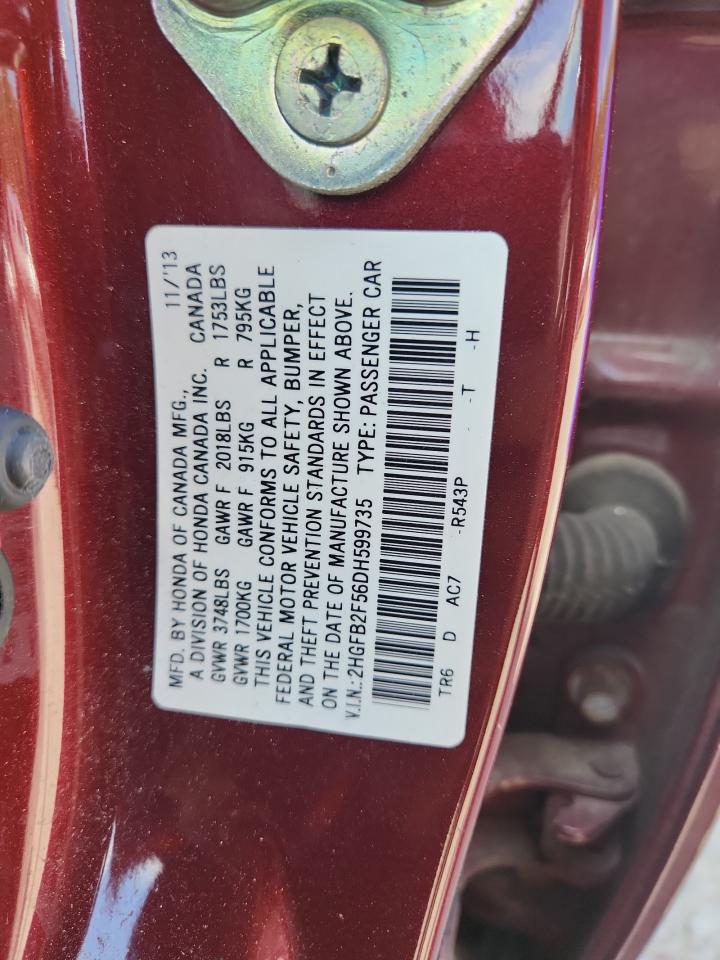 MFD. BY HONDA OF CANADA MFG., 11/'13
A DIVISION OF HONDA CANADA INC. CANADA
GVWR 3748LBS GAWR F 2018LBS R 1753LBS
GVWR 1700KG GAWR F 915KG R 795KG
THIS VEHICLE CONFORMS TO ALL APPLICABLE
FEDERAL MOTOR VEHICLE SAFETY, BUMPER,
AND THEFT PREVENTION STANDARDS IN EFFECT
ON THE DATE OF MANUFACTURE SHOWN ABOVE.
V.I.N.: 2HGFB2F56DH599735 TYPE: PASSENGER CAR
TR6 D AC7 -R543P -T -H